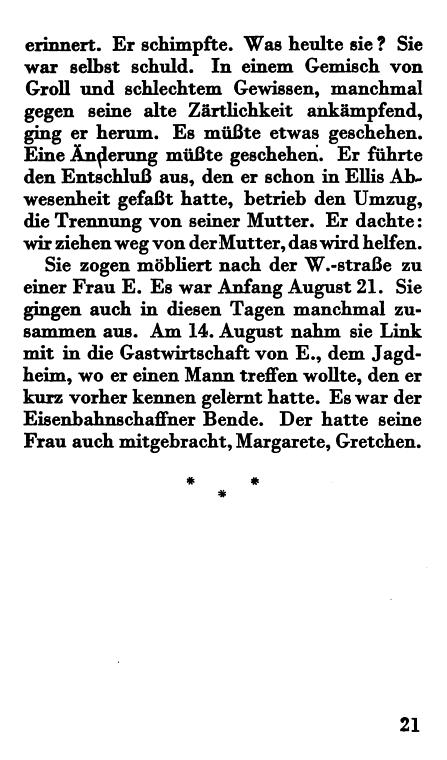 erinnert. Er schimpfte. Was heulte sie? Sie
war selbst schuld. In einem Gemisch von
Groll und schlechtem Gewissen, manchmal
gegen seine alte Zärtlichkeit ankämpfend,
ging er herum. Es müßte etwas geschehen.
Eine Änderung müßte geschehen. Er führte
den Entschluß aus, den er schon in Ellis Ab-
wesenheit gefaßt hatte, betrieb den Umzug,
die Trennung von seiner Mutter. Er dachte:
wir ziehen weg von der Mutter, das wird helfen.
Sie zogen möbliert nach der W.-straße zu
einer Frau E. Es war Anfang August 21. Sie
gingen auch in diesen Tagen manchmal zu-
sammen aus. Am 14. August nahm sie Link
mit in die Gastwirtschaft von E., dem Jagd-
heim, wo er einen Mann treffen wollte, den er
kurz vorher kennen gelernt hatte. Es war der
Eisenbahnschaffner Bende. Der hatte seine
Frau auch mitgebracht, Margarete, Gretchen.
* *
*
21